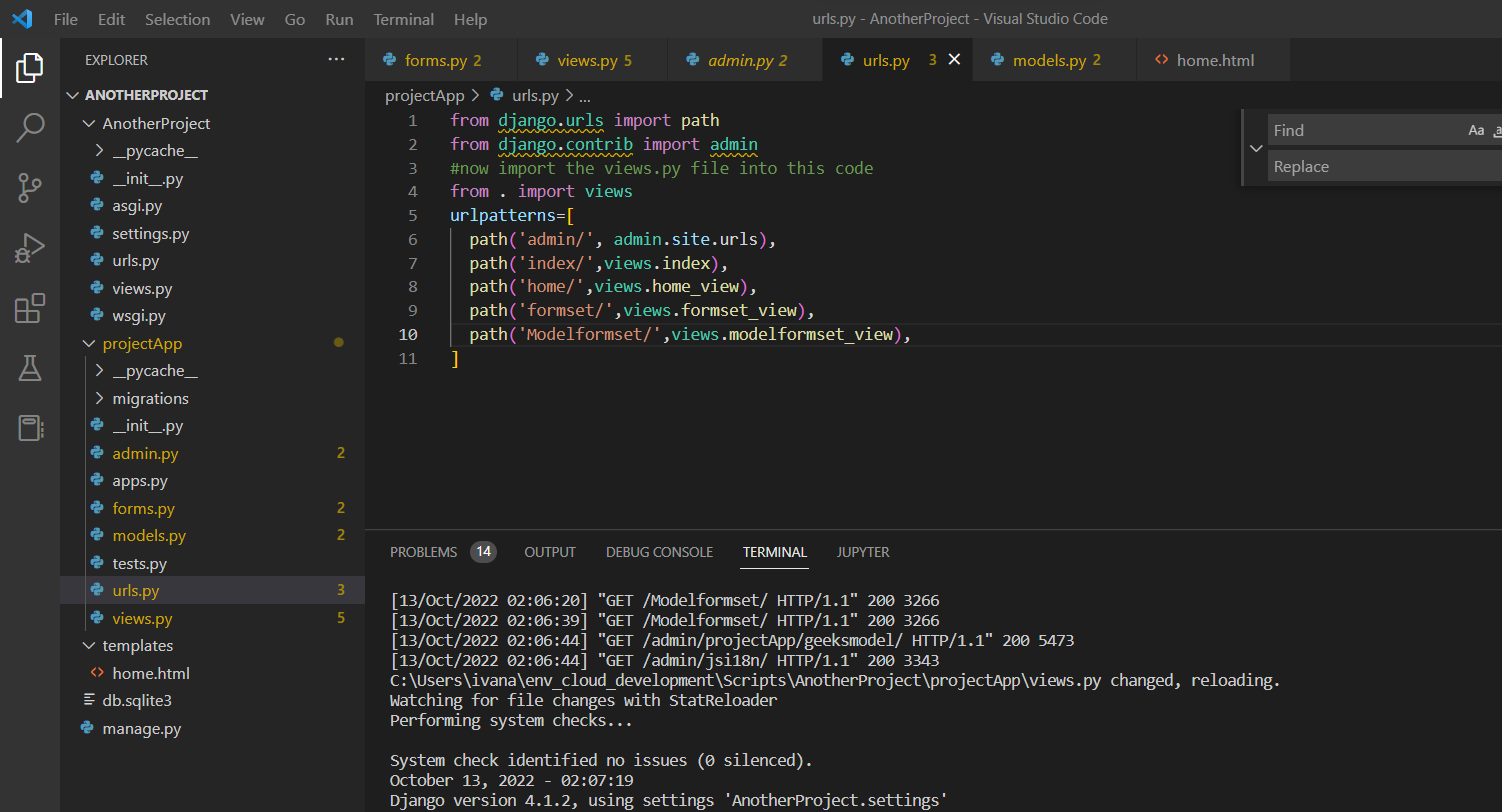 File Edit Selection View Go Run Terminal Help urls.py - AnotherProject - Visual Studio Code
EXPLORER ...
ANOTHERPROJECT
AnotherProject
__pycache__
__init__.py
asgi.py
settings.py
urls.py
views.py
wsgi.py
projectApp
__pycache__
migrations
__init__.py
admin.py 2
apps.py
forms.py 2
models.py 2
tests.py
urls.py 3
views.py 5
templates
home.html
db.sqlite3
manage.py
forms.py 2 views.py 5 admin.py 2 urls.py 3 models.py 2 home.html
projectApp > urls.py > ...
1 from django.urls import path
2 from django.contrib import admin
3 #now import the views.py file into this code
4 from . import views
5 urlpatterns=[
6 path('admin/', admin.site.urls),
7 path('index/',views.index),
8 path('home/',views.home_view),
9 path('formset/',views.formset_view),
10 path('Modelformset/',views.modelformset_view),
11 ]
Find Aa a
Replace
PROBLEMS 14 OUTPUT DEBUG CONSOLE TERMINAL JUPYTER
[13/Oct/2022 02:06:20] "GET /Modelformset/ HTTP/1.1" 200 3266
[13/Oct/2022 02:06:39] "GET /Modelformset/ HTTP/1.1" 200 3266
[13/Oct/2022 02:06:44] "GET /admin/projectApp/geeksmodel/ HTTP/1.1" 200 5473
[13/Oct/2022 02:06:44] "GET /admin/jsi18n/ HTTP/1.1" 200 3343
C:\Users\ivana\env_cloud_development\Scripts\AnotherProject\projectApp\views.py changed, reloading.
Watching for file changes with StatReloader
Performing system checks...
System check identified no issues (0 silenced).
October 13, 2022 - 02:07:19
Django version 4.1.2, using settings 'AnotherProject.settings'